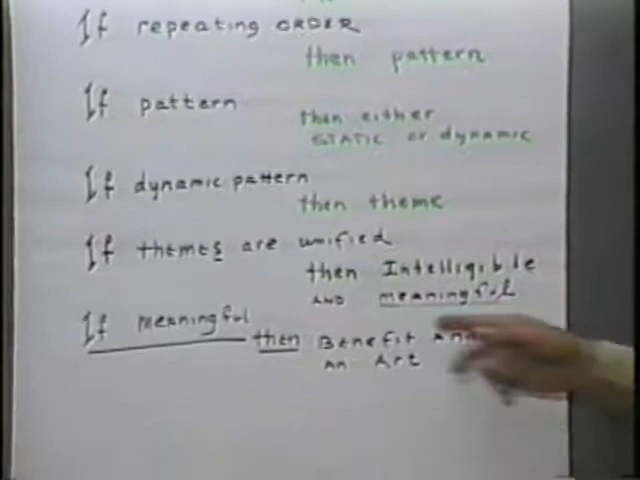 If repeating ORDER
then pattern
If pattern
then either
STATIC or dynamic
If dynamic pattern
then theme
If themes are unified
then Intelligible
AND meaningful
If meaningful
then Benefit and
An Art